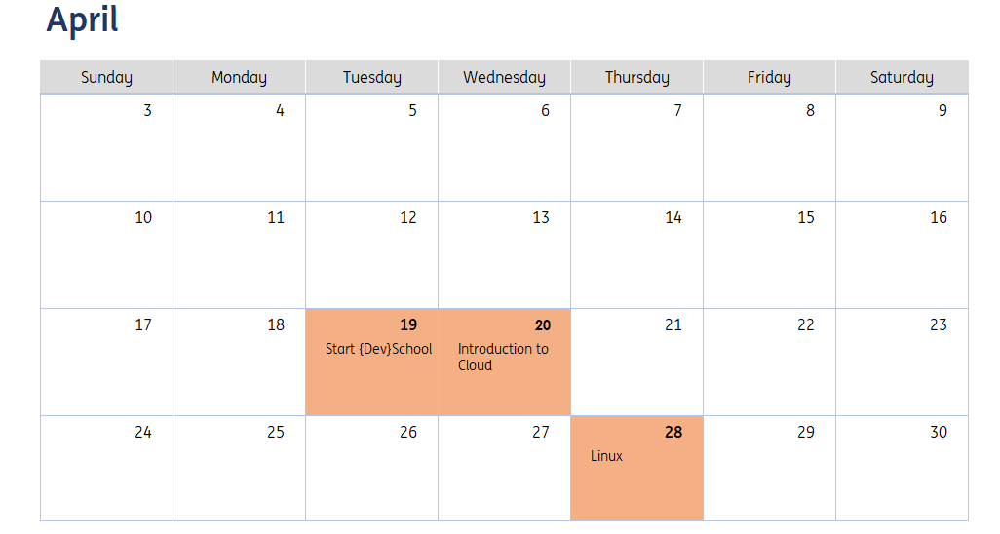 April
Sunday Monday Tuesday Wednesday Thursday Friday Saturday
3 4 5 6 7 8 9
10 11 12 13 14 15 16
17 18 19 20 21 22 23
Start {Dev}School Introduction to
Cloud
24 25 26 27 28 29 30
Linux